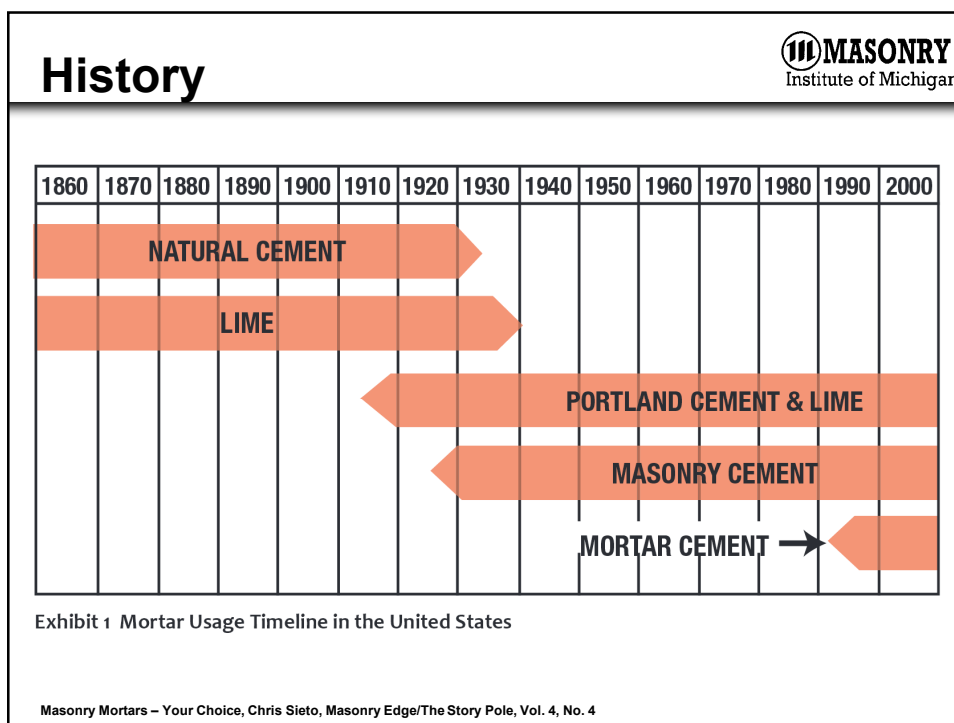 History
MASONRY
Institute of Michigan
1860 1870 1880 1890 1900 1910 1920 1930 1940 1950 1960 1970 1980 1990 2000
NATURAL CEMENT
LIME
PORTLAND CEMENT & LIME
MASONRY CEMENT
MORTAR CEMENT
Exhibit 1 Mortar Usage Timeline in the United States
Masonry Mortars – Your Choice, Chris Sieto, Masonry Edge/The Story Pole, Vol. 4, No. 4